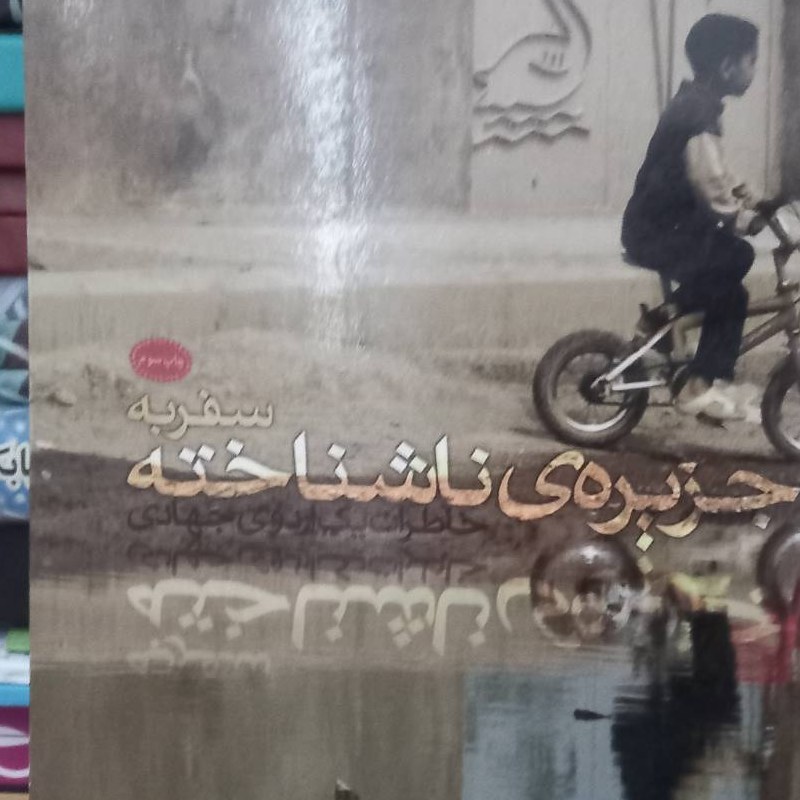 چاپ سوم
سفر به
جزیره‌ی ناشناخته
خاطرات یک اردوی جهادی